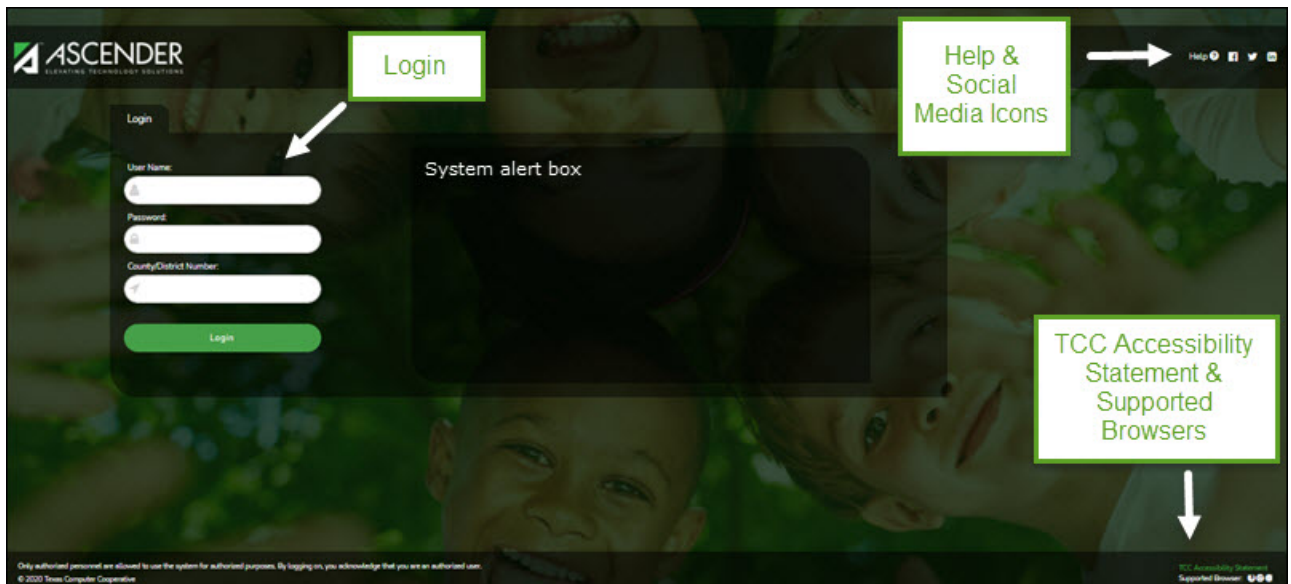 ASCENDER
ELEVATING TECHNOLOGY SOLUTIONS
Login
Help &
Social
Media Icons
Help
Login
User Name:
System alert box
Password:
County/District Number:
Login
TCC Accessibility
Statement &
Supported
Browsers
Only authorized personnel are allowed to use the system for authorized purposes. By logging on, you acknowledge that you are an authorized user.
© 2020 Texas Computer Cooperative
TCC Accessibility Statement
Supported Browser: